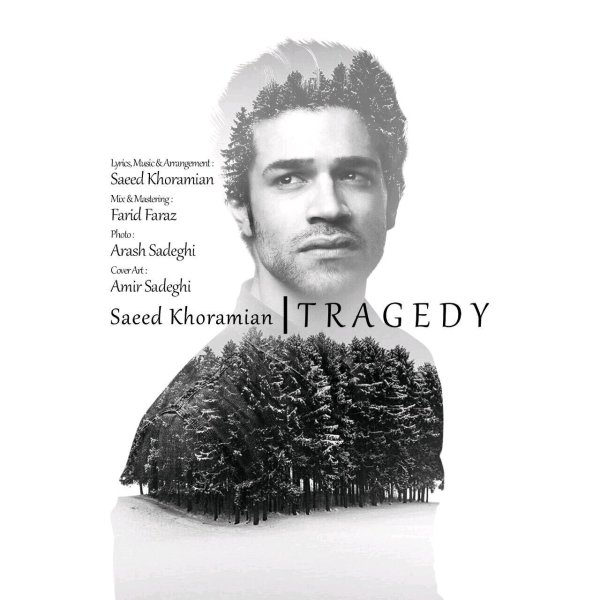 Lyrics, Music & Arrangement :
Saeed Khoramian
Mix & Mastering :
Farid Faraz
Photo :
Arash Sadeghi
Cover Art :
Amir Sadeghi
Saeed Khoramian | TRAGEDY